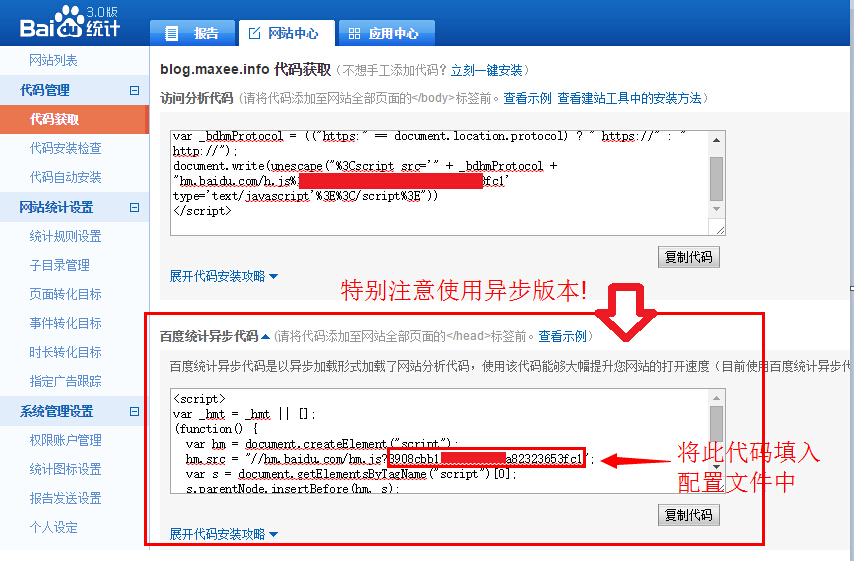 Baidu统计 3.0版
报告
网站中心
应用中心
网站列表
代码管理
代码获取
代码安装检查
代码自动安装
网站统计设置
统计规则设置
子目录管理
页面转化目标
事件转化目标
时长转化目标
指定广告跟踪
系统管理设置
权限账户管理
统计图标设置
报告发送设置
个人设定
blog.maxee.info 代码获取（不想手工添加代码？立刻一键安装）
访问分析代码（请将代码添加至网站全部页面的</body>标签前。查看示例 查看建站工具中的安装方法）
var _bdhmProtocol = (("https:" == document.location.protocol) ? " https://" : "
http://");
document.write(unescape("%3Cscript src='" + _bdhmProtocol +
"hm.baidu.com/h.js% fc1'
type='text/javascript'%3E%3C/script%3E"))
</script>
复制代码
展开代码安装攻略
特别注意使用异步版本!
百度统计异步代码（请将代码添加至网站全部页面的</head>标签前。查看示例）
百度统计异步代码是以异步加载形式加载了网站分析代码，使用该代码能够大幅提升您网站的打开速度（目前使用百度统计异步代
<script>
var _hmt = _hmt || [];
(function() {
var hm = document.createElement("script");
hm.src = "//hm.baidu.com/hm.js?3908cbb1 a82323653fc1";
var s = document.getElementsByTagName("script")[0];
s.parentNode.insertBefore(hm, s);
将此代码填入
配置文件中
复制代码
展开代码安装攻略